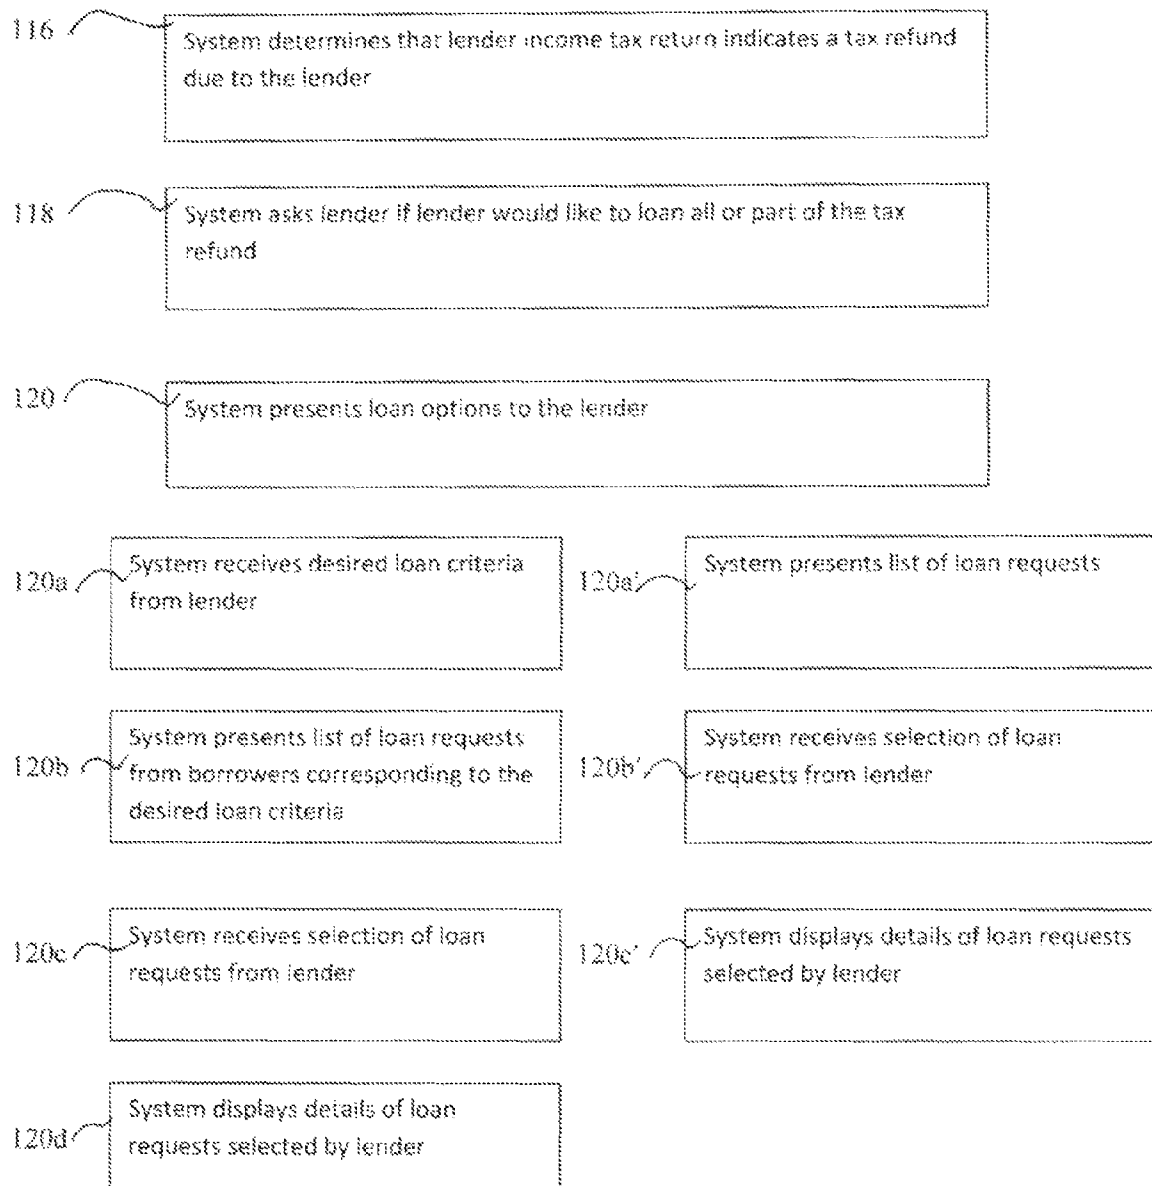 116
System determines that lender income tax return indicates a tax refund
due to the lender
118
System asks lender if lender would like to loan all or part of the tax
refund
120
System presents loan options to the lender
120a
System receives desired loan criteria
from lender
120a'
System presents list of loan requests
120b
System presents list of loan requests
from borrowers corresponding to the
desired loan criteria
120b'
System receives selection of loan
requests from lender
120c
System receives selection of loan
requests from lender
120c'
System displays details of loan requests
selected by lender
120d
System displays details of loan
requests selected by lender